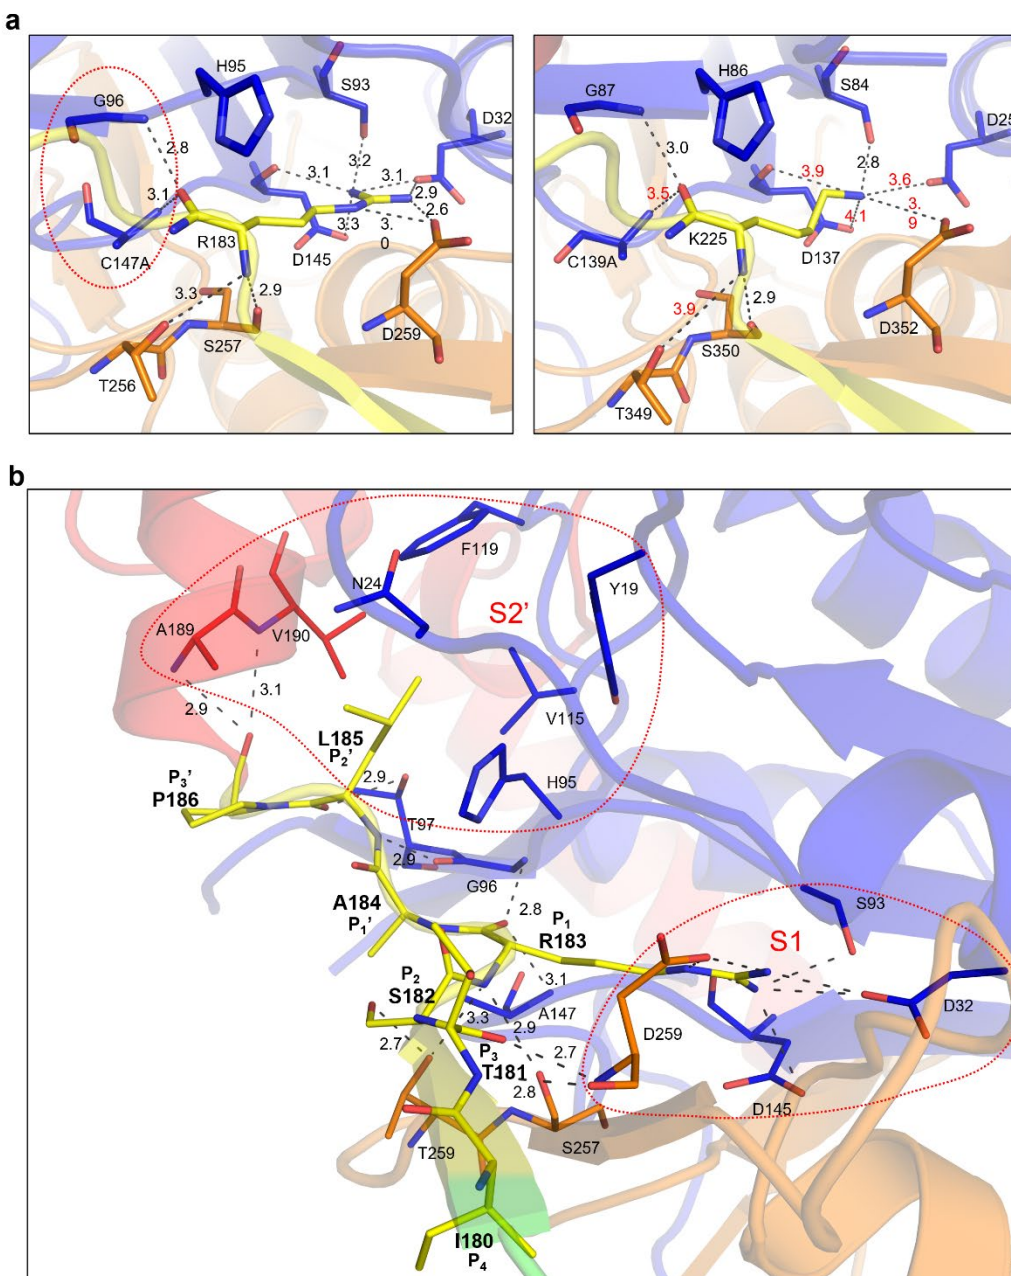 a
H95
S93
G96
D32
2.8
3.2
3.1
3.1
2.9
3.1
2.6
3.3
3.
0
R183
D145
C147A
3.3
2.9
D259
S257
T256
H86
S84
G87
D25
3.0
2.8
3.9
3.6
3.5
3.
9
4.1
K225
D137
C139A
2.9
3.9
D352
S350
T349
b
F119
N24
Y19
S2’
A189
V190
3.1
2.9
V115
L185
P2’
H95
P3’
P186
2.9
T97
2.9
G96
S93
A184
P1’
2.8
P1
R183
S1
3.1
P2
S182
A147
D32
3.3
2.9
D259
2.7
P3
T181
2.7
2.8
D145
T259
S257
I180
P4